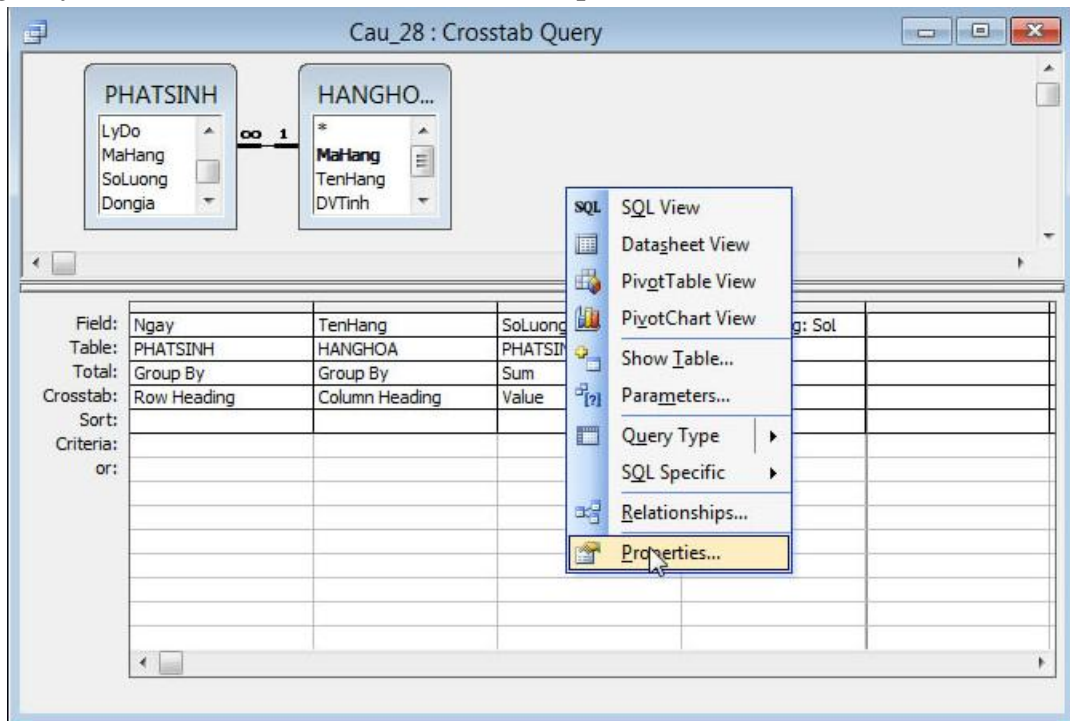 Cau_28 : Crosstab Query
PHATSINH
LyDo
MaHang
SoLuong
Dongia
∞ 1
HANGHO...
*
MaHang
TenHang
DVTinh
SQL SQL View
Datasheet View
PivotTable View
PivotChart View
Show Table...
Parameters...
Query Type
SQL Specific
Relationships...
Properties...
Field: Ngay TenHang SoLuong g: Sol
Table: PHATSINH HANGHOA PHATSIN
Total: Group By Group By Sum
Crosstab: Row Heading Column Heading Value
Sort:
Criteria:
or: